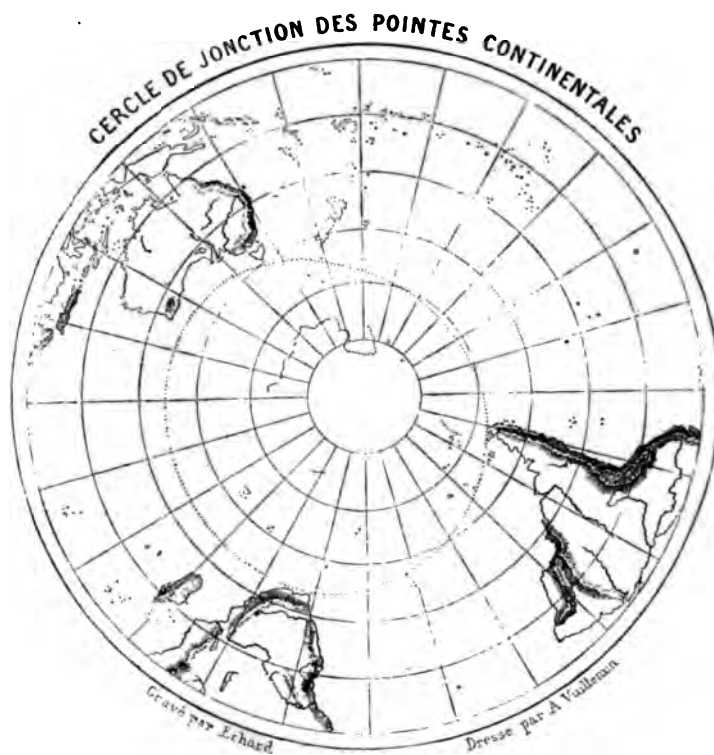 CERCLE DE JONCTION DES POINTES CONTINENTALES
Gravé par Erhard
Dressé par A Vuillemin